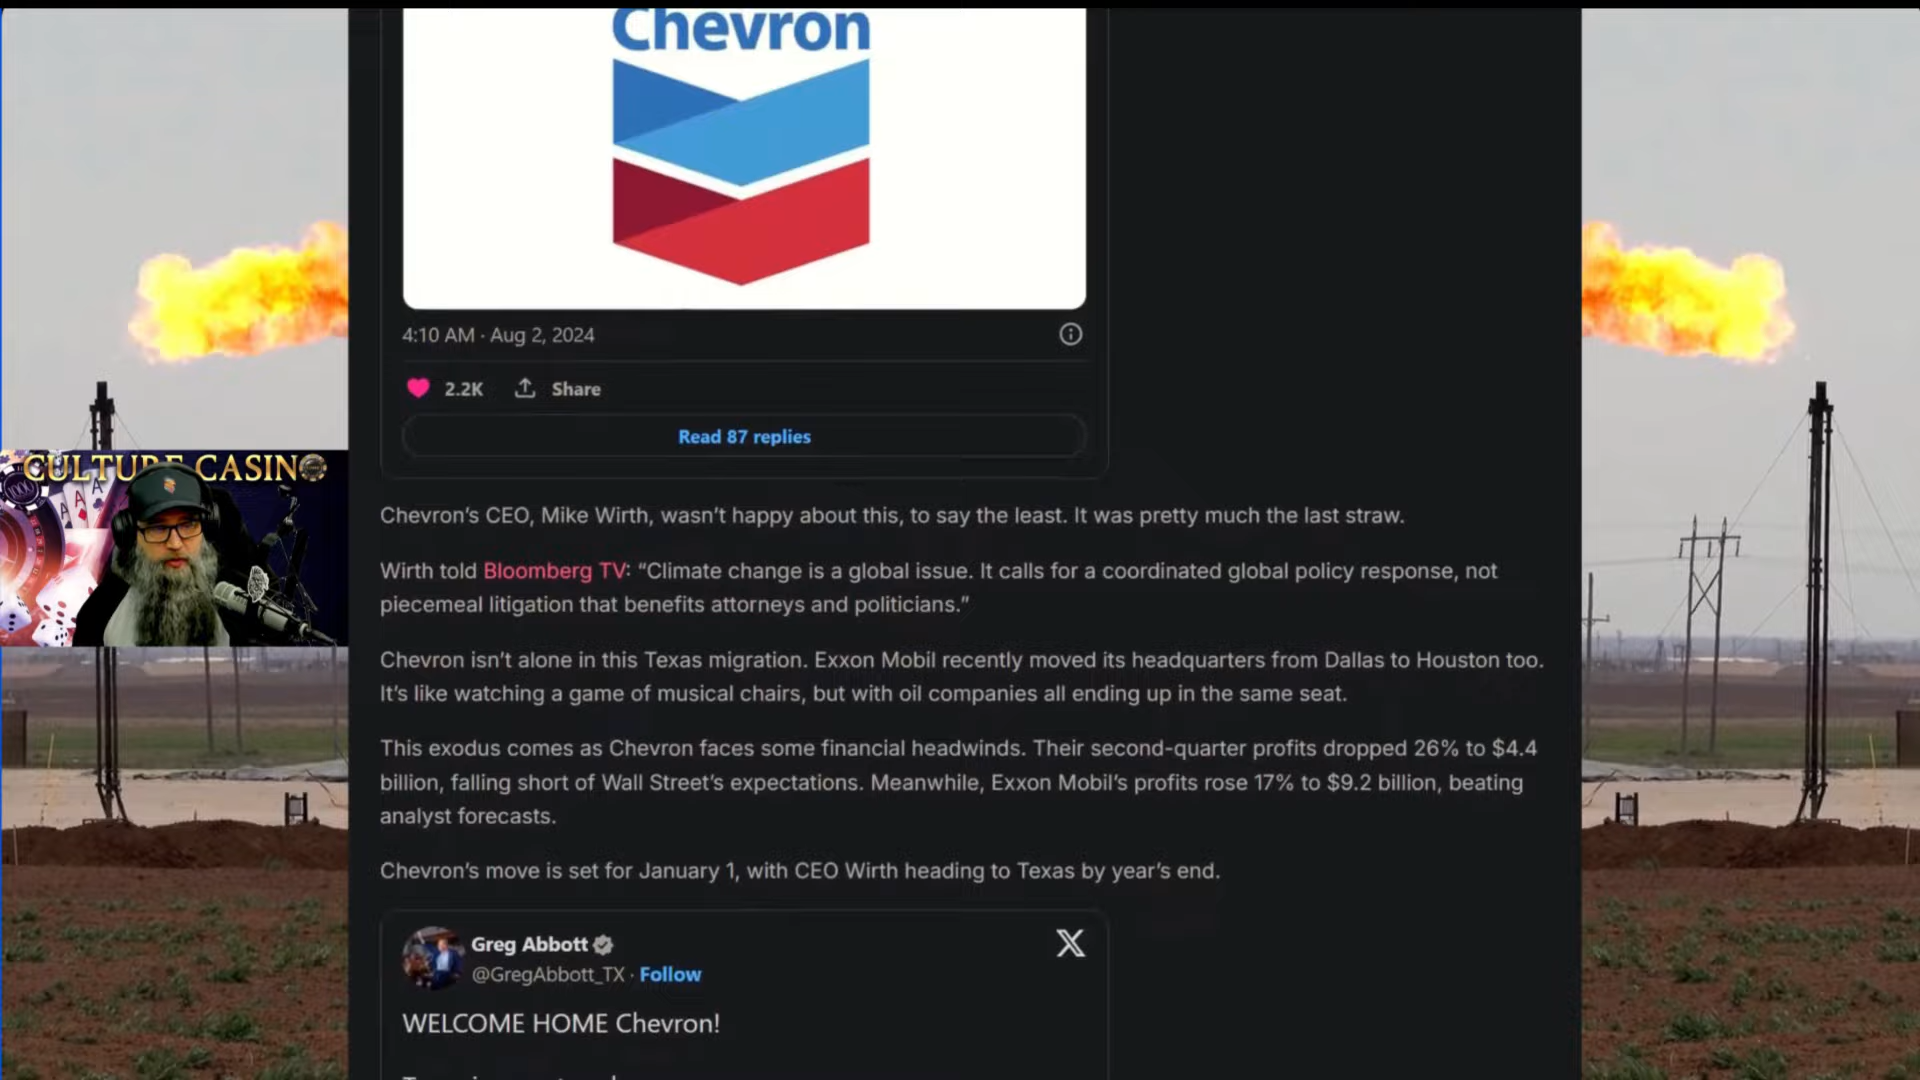 Chevron
4:10 AM · Aug 2, 2024
2.2K Share
Read 87 replies
CULTURE CASINO
Chevron’s CEO, Mike Wirth, wasn’t happy about this, to say the least. It was pretty much the last straw.
Wirth told Bloomberg TV: “Climate change is a global issue. It calls for a coordinated global policy response, not
piecemeal litigation that benefits attorneys and politicians.”
Chevron isn’t alone in this Texas migration. Exxon Mobil recently moved its headquarters from Dallas to Houston too.
It’s like watching a game of musical chairs, but with oil companies all ending up in the same seat.
This exodus comes as Chevron faces some financial headwinds. Their second-quarter profits dropped 26% to $4.4
billion, falling short of Wall Street’s expectations. Meanwhile, Exxon Mobil’s profits rose 17% to $9.2 billion, beating
analyst forecasts.
Chevron’s move is set for January 1, with CEO Wirth heading to Texas by year’s end.
Greg Abbott
@GregAbbott_TX · Follow
WELCOME HOME Chevron!